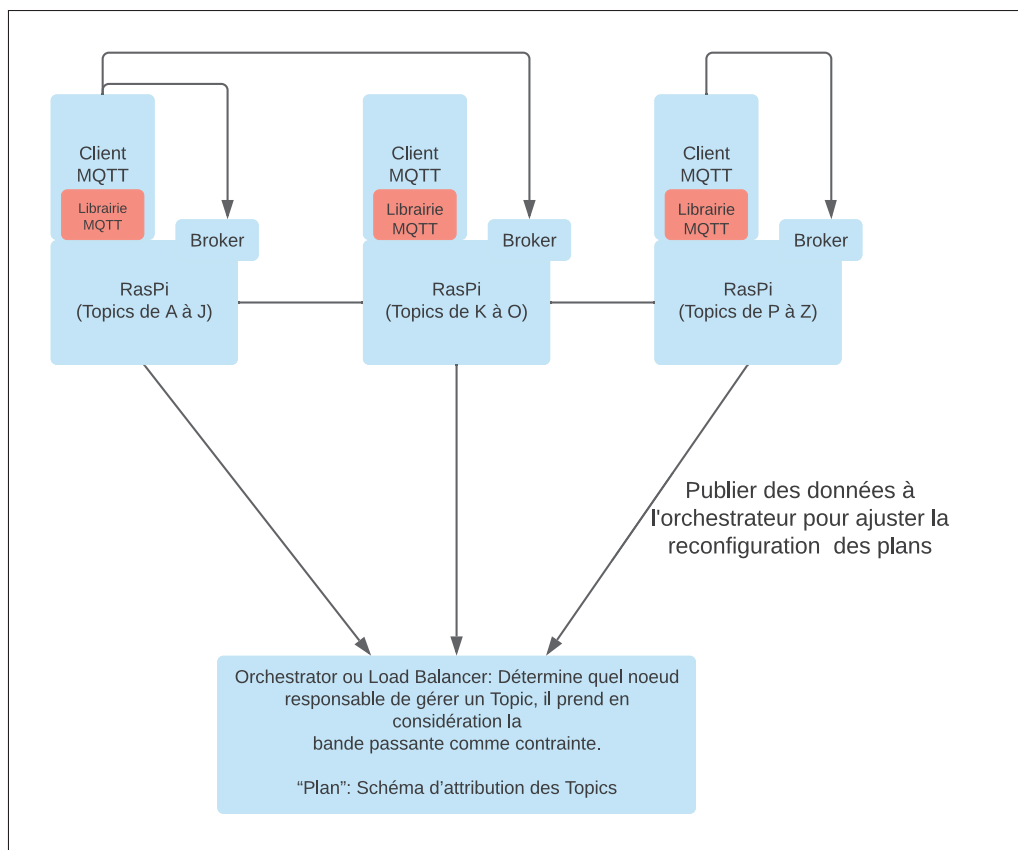 Client
MQTT
Librairie
MQTT
Broker
RasPi
(Topics de A à J)
Client
MQTT
Librairie
MQTT
Broker
RasPi
(Topics de K à O)
Client
MQTT
Librairie
MQTT
Broker
RasPi
(Topics de P à Z)
Publier des données à
l'orchestrateur pour ajuster la
reconfiguration des plans
Orchestrator ou Load Balancer: Détermine quel noeud
responsable de gérer un Topic, il prend en
considération la
bande passante comme contrainte.
“Plan”: Schéma d’attribution des Topics